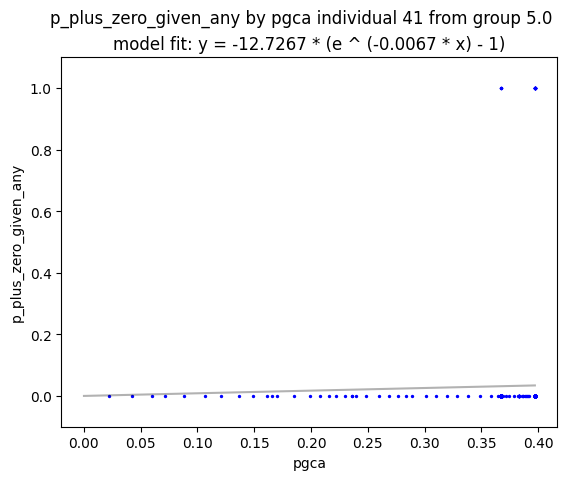 p_plus_zero_given_any by pgca individual 41 from group 5.0
model fit: y = -12.7267 * (e ^ (-0.0067 * x) - 1)
1.0
0.8
0.6
0.4
0.2
0.0
p_plus_zero_given_any
0.00 0.05 0.10 0.15 0.20 0.25 0.30 0.35 0.40
pgca